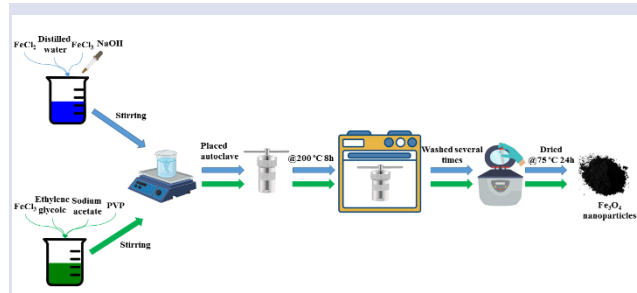 FeCl₂ Distilled water FeCl₃ NaOH
Stirring
FeCl₃ Ethylene glycolc Sodium acetate PVP
Stirring
Placed
autoclave
@200 °C 8h
Washed several
times
Dried
@75 °C 24h
Fe₃O₄
nanoparticles